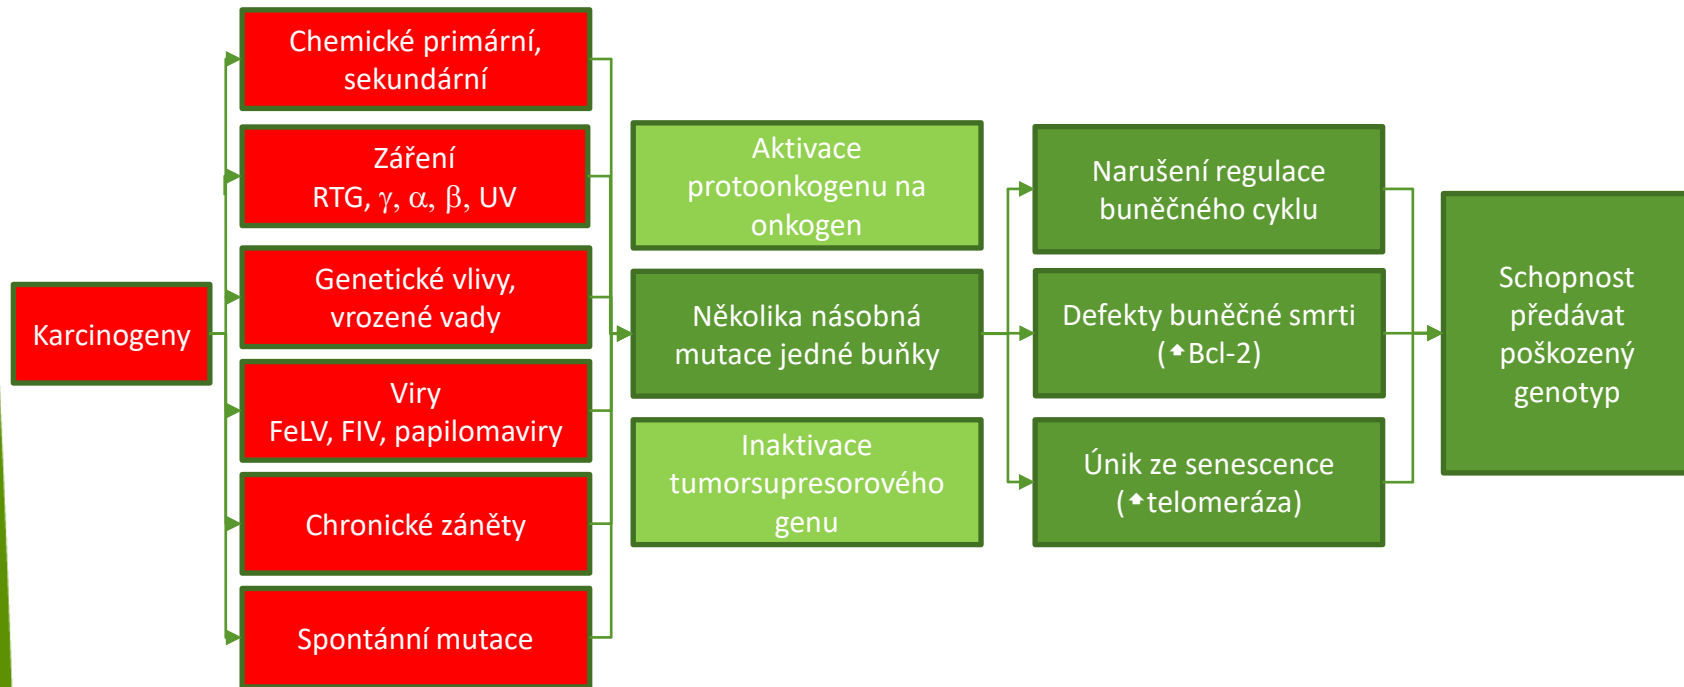 Karcinogeny
Chemické primární,
sekundární
Záření
RTG, γ, α, β, UV
Genetické vlivy,
vrozené vady
Viry
FeLV, FIV, papilomaviry
Chronické záněty
Spontánní mutace
Aktivace
protoonkogenu na
onkogen
Několika násobná
mutace jedné buňky
Inaktivace
tumorsupresorového
genu
Narušení regulace
buněčného cyklu
Defekty buněčné smrti
(🠅Bcl-2)
Únik ze senescence
(🠅telomeráza)
Schopnost
předávat
poškozený
genotyp